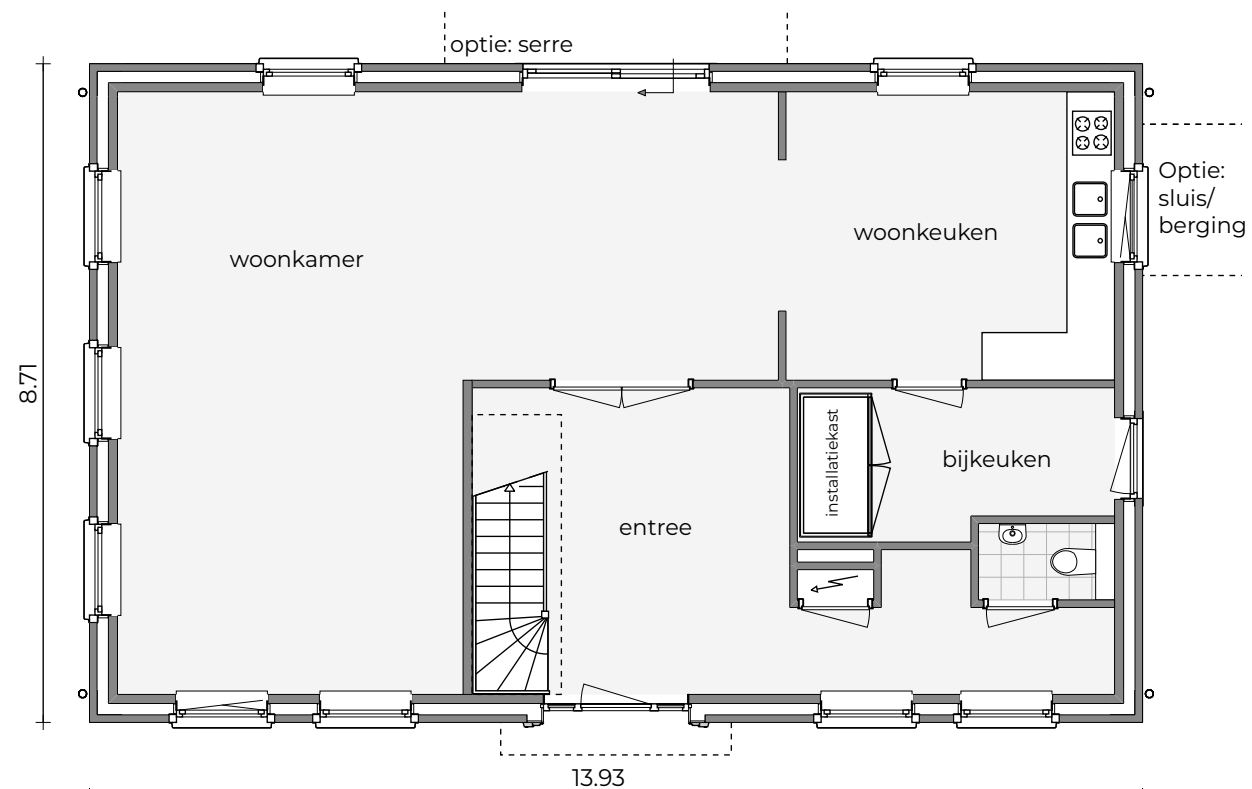 optie: serre
Optie:
sluis/
berging
woonkeuken
woonkamer
8.71
installatiekast
bijkeuken
entree
13.93